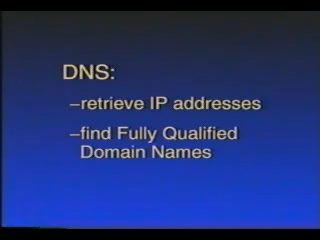 DNS:
–retrieve IP addresses
–find Fully Qualified
Domain Names